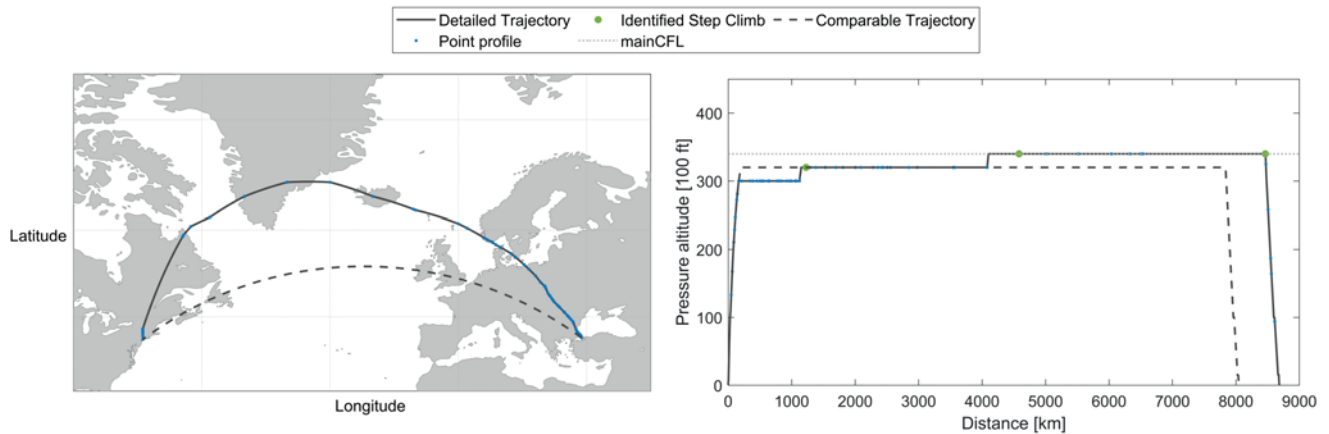 Detailed Trajectory Identified Step Climb Comparable Trajectory
Point profile mainCFL
Latitude
Longitude
Pressure altitude [100 ft]
400
300
200
100
0
0 1000 2000 3000 4000 5000 6000 7000 8000 9000
Distance [km]